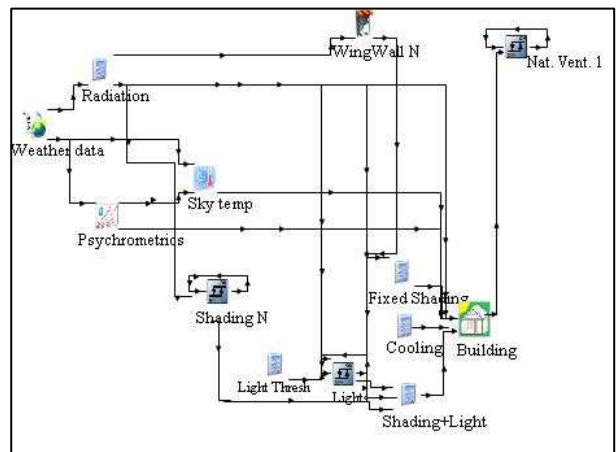 WingWall N
Nat. Vent. 1
Radiation
Weather data
Sky temp
Psychrometrics
Fixed Shading
Shading N
Cooling
Building
Light Thresh
Lights
Shading+Light